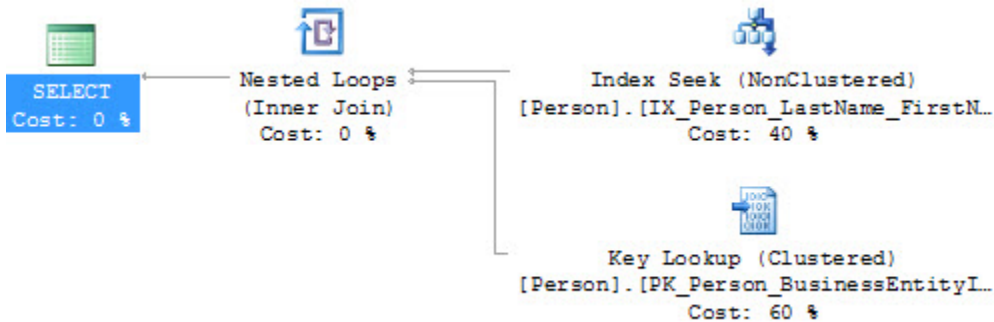 SELECT
Cost: 0 %
Nested Loops
(Inner Join)
Cost: 0 %
Index Seek (NonClustered)
[Person].[IX_Person_LastName_FirstN…
Cost: 40 %
Key Lookup (Clustered)
[Person].[PK_Person_BusinessEntityI…
Cost: 60 %